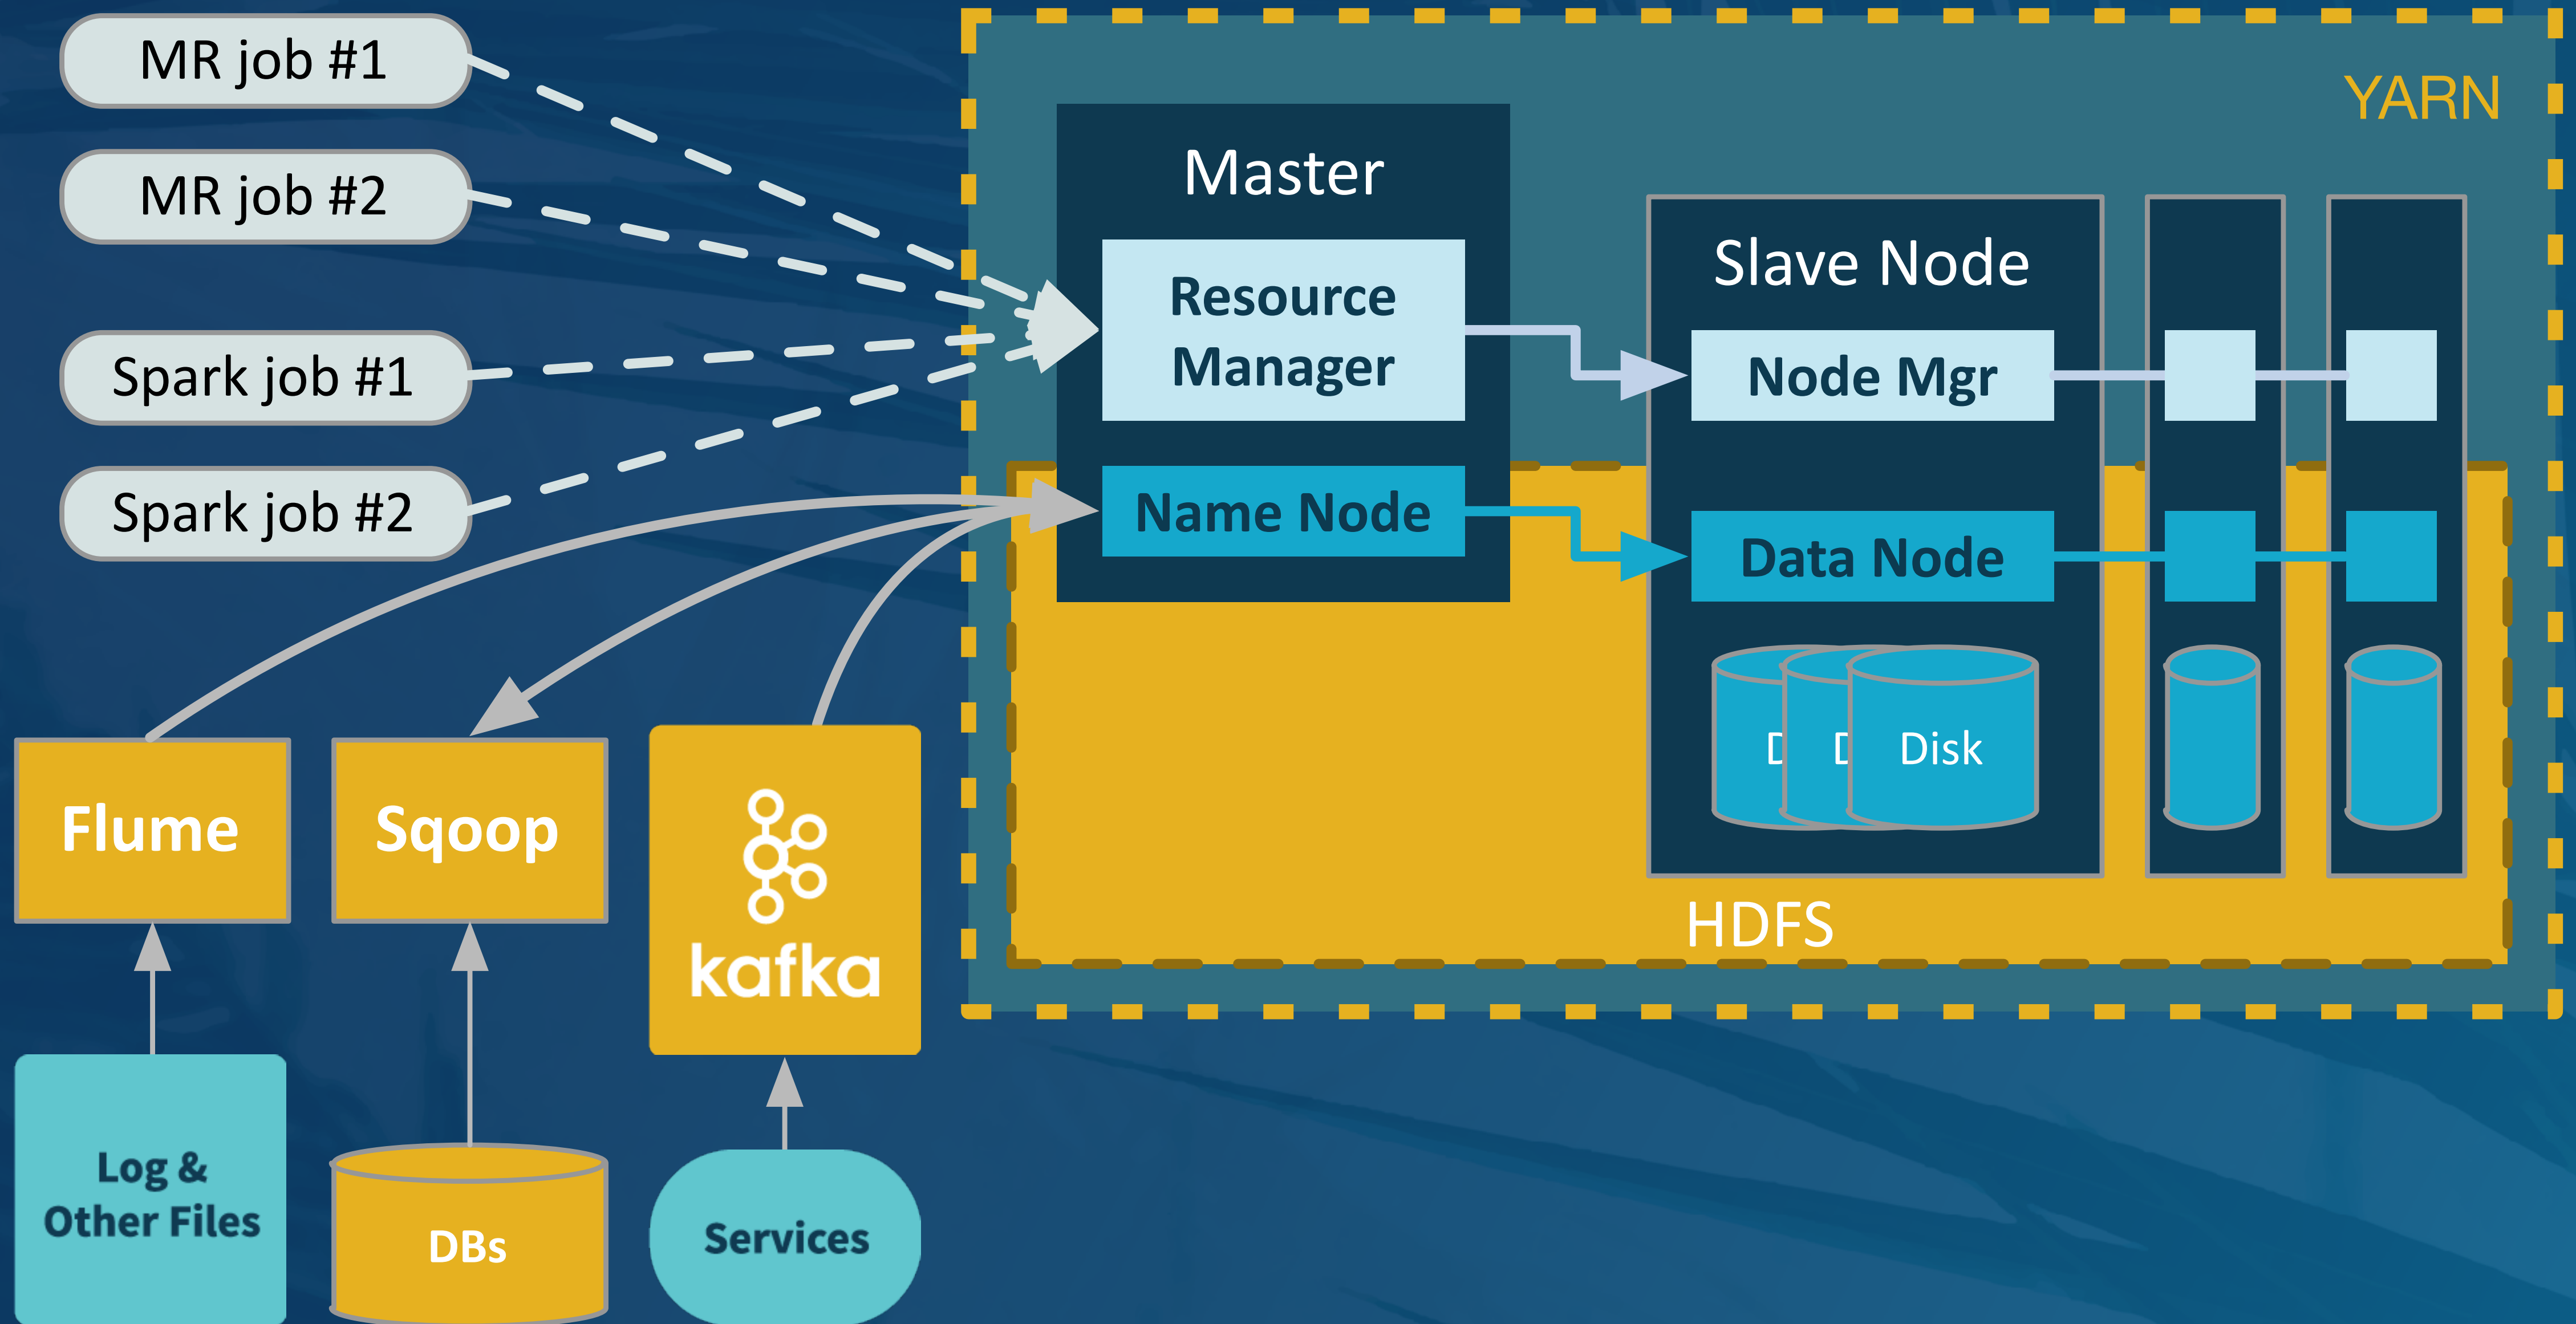 MR job #1
MR job #2
Spark job #1
Spark job #2
YARN
Master
Resource
Manager
Name Node
Slave Node
Node Mgr
Data Node
D
D
Disk
HDFS
Flume
Sqoop
kafka
Log &
Other Files
DBs
Services